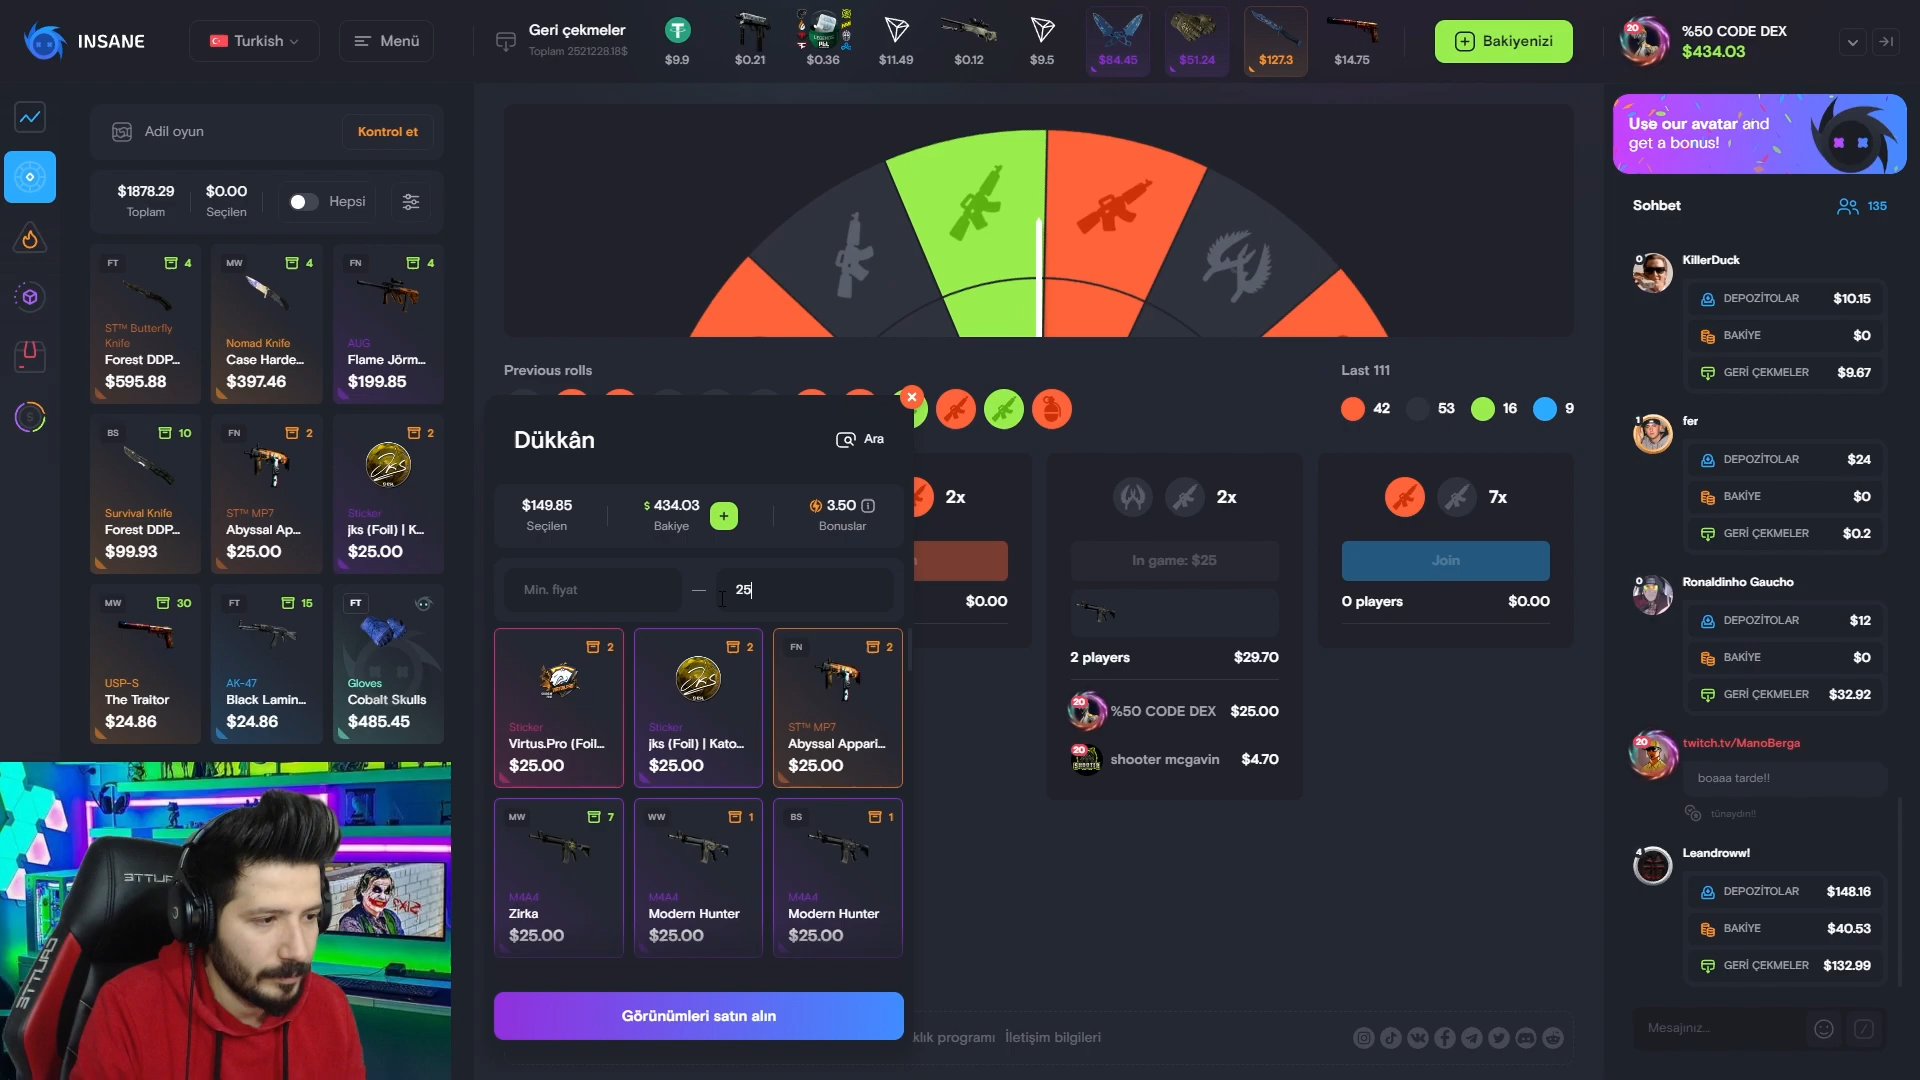 INSANE
Turkish
Menü
Geri çekmeler
Toplam 2521228.18$
$9.9
$0.21
$0.36
$11.49
$0.12
$9.5
$84.45
$51.24
$127.3
$14.75
Bakiyenizi
20
%50 CODE DEX
$434.03
Adil oyun
Kontrol et
$1878.29
Toplam
$0.00
Seçilen
Hepsi
FT
4
ST™ Butterfly
Knife
Forest DDP...
$595.88
MW
4
Nomad Knife
Case Harde...
$397.46
FN
4
AUG
Flame Jörm...
$199.85
BS
10
Survival Knife
Forest DDP...
$99.93
FN
2
ST™ MP7
Abyssal Ap...
$25.00
2
Sticker
jks (Foil) | K...
$25.00
MW
30
USP-S
The Traitor
$24.86
FT
15
AK-47
Black Lamin...
$24.86
FT
Gloves
Cobalt Skulls
$485.45
Previous rolls
Last 111
42
53
16
9
Dükkân
Ara
$149.85
Seçilen
$ 434.03
Bakiye
+
3.50
Bonuslar
Min. fiyat
—
25
2
Sticker
Virtus.Pro (Foil...
$25.00
2
Sticker
jks (Foil) | Kato...
$25.00
FN
2
ST™ MP7
Abyssal Appari...
$25.00
MW
7
M4A4
Zirka
$25.00
WW
1
M4A4
Modern Hunter
$25.00
BS
1
M4A4
Modern Hunter
$25.00
Görünümleri satın alın
2x
$0.00
2x
In game: $25
2 players
$29.70
20
%50 CODE DEX
$25.00
20
shooter mcgavin
$4.70
7x
Join
0 players
$0.00
klık programı
İletişim bilgileri
Use our avatar and
get a bonus!
Sohbet
135
0
KillerDuck
DEPOZİTOLAR
$10.15
BAKİYE
$0
GERİ ÇEKMELER
$9.67
1
fer
DEPOZİTOLAR
$24
BAKİYE
$0
GERİ ÇEKMELER
$0.2
0
Ronaldinho Gaucho
DEPOZİTOLAR
$12
BAKİYE
$0
GERİ ÇEKMELER
$32.92
20
twitch.tv/ManoBerga
boaaa tarde!!
tünaydın!!
4
Leandroww!
DEPOZİTOLAR
$148.16
BAKİYE
$40.53
GERİ ÇEKMELER
$132.99
Mesajınız...